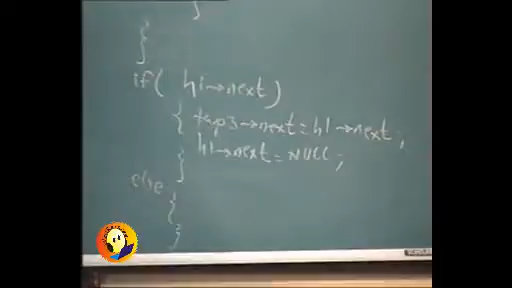 }
}
if( h1→next)
{ temp3→next=h1→next;
h1→next=NULL;
}
else
{
}